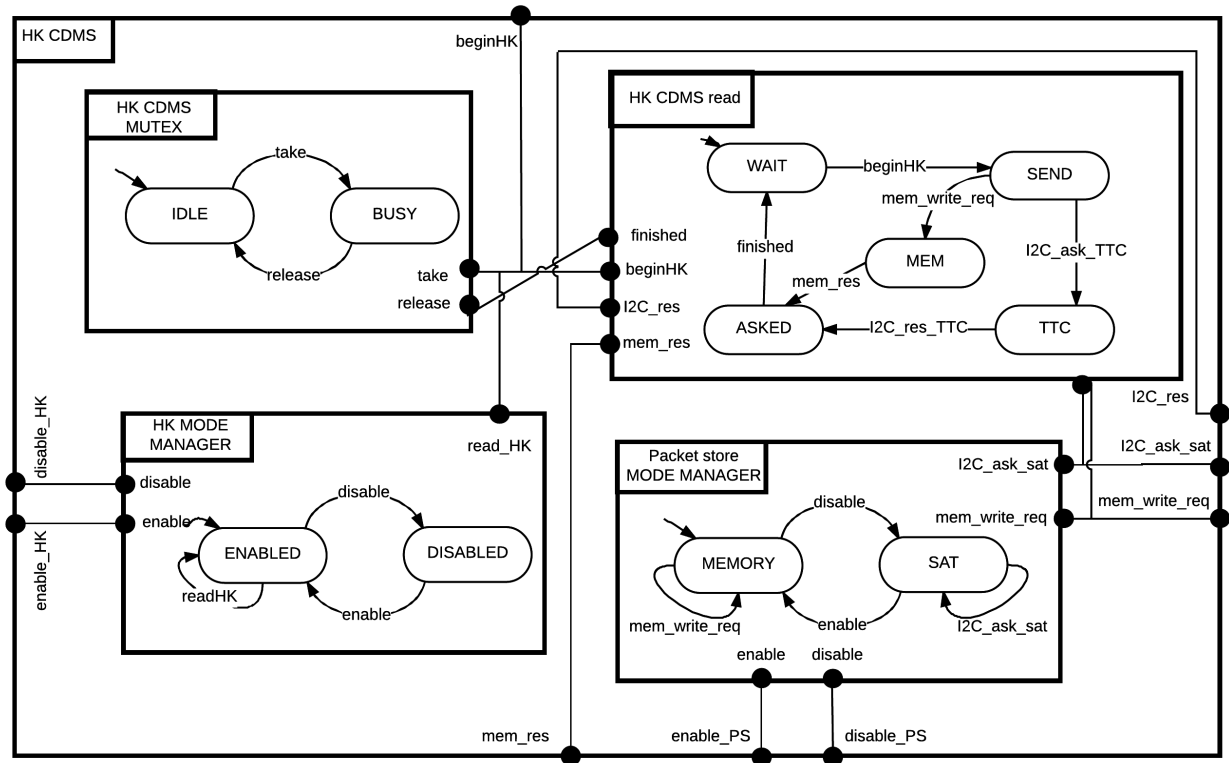 HK CDMS
beginHK
HK CDMS
MUTEX
take
IDLE
BUSY
release
take
release
HK CDMS read
WAIT
beginHK
SEND
mem_write_req
I2C_ask_TTC
finished
MEM
mem_res
ASKED
I2C_res_TTC
TTC
finished
beginHK
I2C_res
mem_res
disable_HK
enable_HK
HK MODE
MANAGER
read_HK
disable
enable
disable
ENABLED
DISABLED
readHK
enable
Packet store
MODE MANAGER
I2C_ask_sat
mem_write_req
disable
MEMORY
SAT
mem_write_req
enable
I2C_ask_sat
enable
disable
I2C_res
I2C_ask_sat
mem_write_req
mem_res
enable_PS
disable_PS